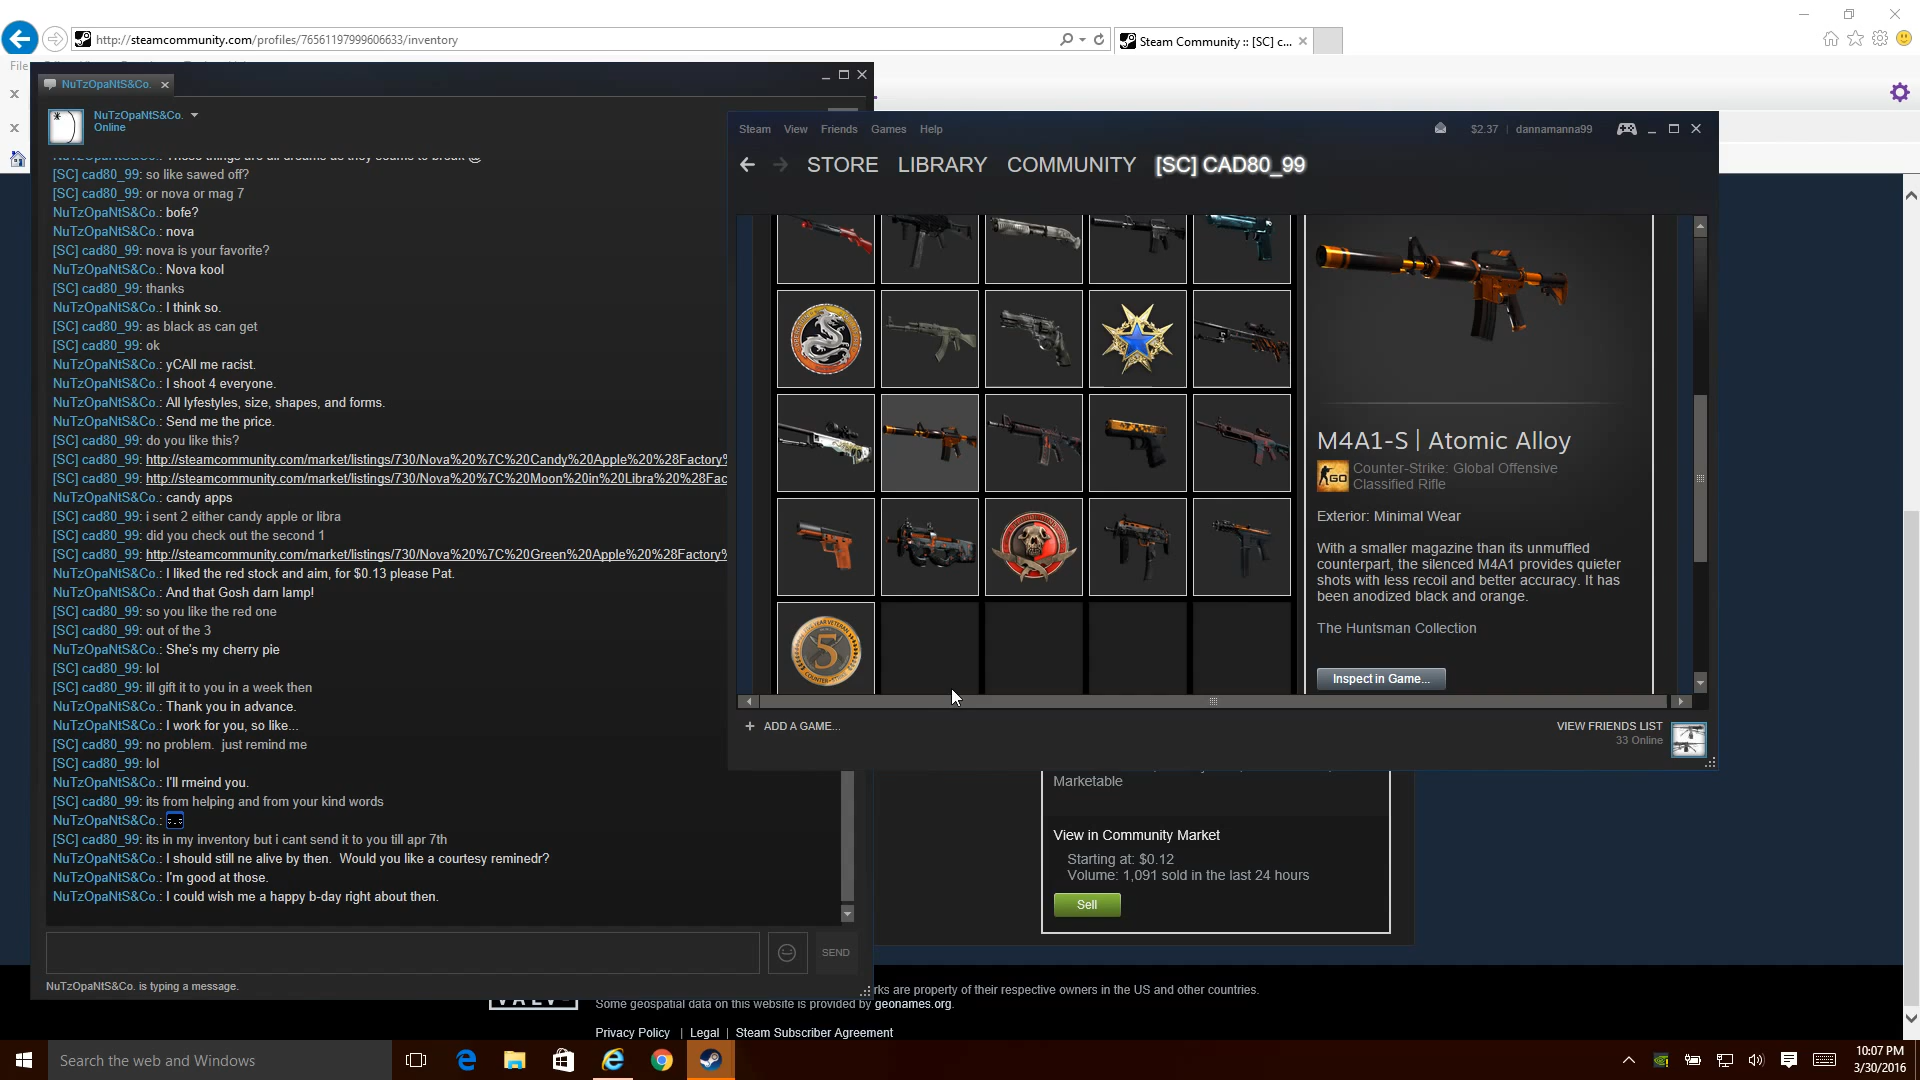 http://steamcommunity.com/profiles/76561197999606633/inventory
Steam Community :: [SC] c...
File
NuTzOpaNtS&Co.
NuTzOpaNtS&Co.
Online
[SC] cad80_99: so like sawed off?
[SC] cad80_99: or nova or mag 7
NuTzOpaNtS&Co.: bofe?
NuTzOpaNtS&Co.: nova
[SC] cad80_99: nova is your favorite?
NuTzOpaNtS&Co.: Nova kool
[SC] cad80_99: thanks
NuTzOpaNtS&Co.: I think so.
[SC] cad80_99: as black as can get
[SC] cad80_99: ok
NuTzOpaNtS&Co.: yCAll me racist.
NuTzOpaNtS&Co.: I shoot 4 everyone.
NuTzOpaNtS&Co.: All lyfestyles, size, shapes, and forms.
NuTzOpaNtS&Co.: Send me the price.
[SC] cad80_99: do you like this?
[SC] cad80_99: http://steamcommunity.com/market/listings/730/Nova%20%7C%20Candy%20Apple%20%28Factory%
[SC] cad80_99: http://steamcommunity.com/market/listings/730/Nova%20%7C%20Moon%20in%20Libra%20%28Fac
NuTzOpaNtS&Co.: candy apps
[SC] cad80_99: i sent 2 either candy apple or libra
[SC] cad80_99: did you check out the second 1
[SC] cad80_99: http://steamcommunity.com/market/listings/730/Nova%20%7C%20Green%20Apple%20%28Factory%
NuTzOpaNtS&Co.: I liked the red stock and aim, for $0.13 please Pat.
NuTzOpaNtS&Co.: And that Gosh darn lamp!
[SC] cad80_99: so you like the red one
[SC] cad80_99: out of the 3
NuTzOpaNtS&Co.: She's my cherry pie
[SC] cad80_99: lol
[SC] cad80_99: ill gift it to you in a week then
NuTzOpaNtS&Co.: Thank you in advance.
NuTzOpaNtS&Co.: I work for you, so like...
[SC] cad80_99: no problem.  just remind me
[SC] cad80_99: lol
NuTzOpaNtS&Co.: I'll rmeind you.
[SC] cad80_99: its from helping and from your kind words
NuTzOpaNtS&Co.:
[SC] cad80_99: its in my inventory but i cant send it to you till apr 7th
NuTzOpaNtS&Co.: I should still ne alive by then.  Would you like a courtesy reminedr?
NuTzOpaNtS&Co.: I'm good at those.
NuTzOpaNtS&Co.: I could wish me a happy b-day right about then.
SEND
NuTzOpaNtS&Co. is typing a message.
Steam View Friends Games Help
$2.37 | dannamanna99
STORE LIBRARY COMMUNITY [SC] CAD80_99
5
M4A1-S | Atomic Alloy
GO
Counter-Strike: Global Offensive
Classified Rifle
Exterior: Minimal Wear
With a smaller magazine than its unmuffled
counterpart, the silenced M4A1 provides quieter
shots with less recoil and better accuracy. It has
been anodized black and orange.
The Huntsman Collection
Inspect in Game...
+ ADD A GAME...
VIEW FRIENDS LIST
33 Online
Marketable
View in Community Market
Starting at: $0.12
Volume: 1,091 sold in the last 24 hours
Sell
rks are property of their respective owners in the US and other countries.
Some geospatial data on this website is provided by geonames.org.
Privacy Policy | Legal | Steam Subscriber Agreement
Search the web and Windows
10:07 PM
3/30/2016